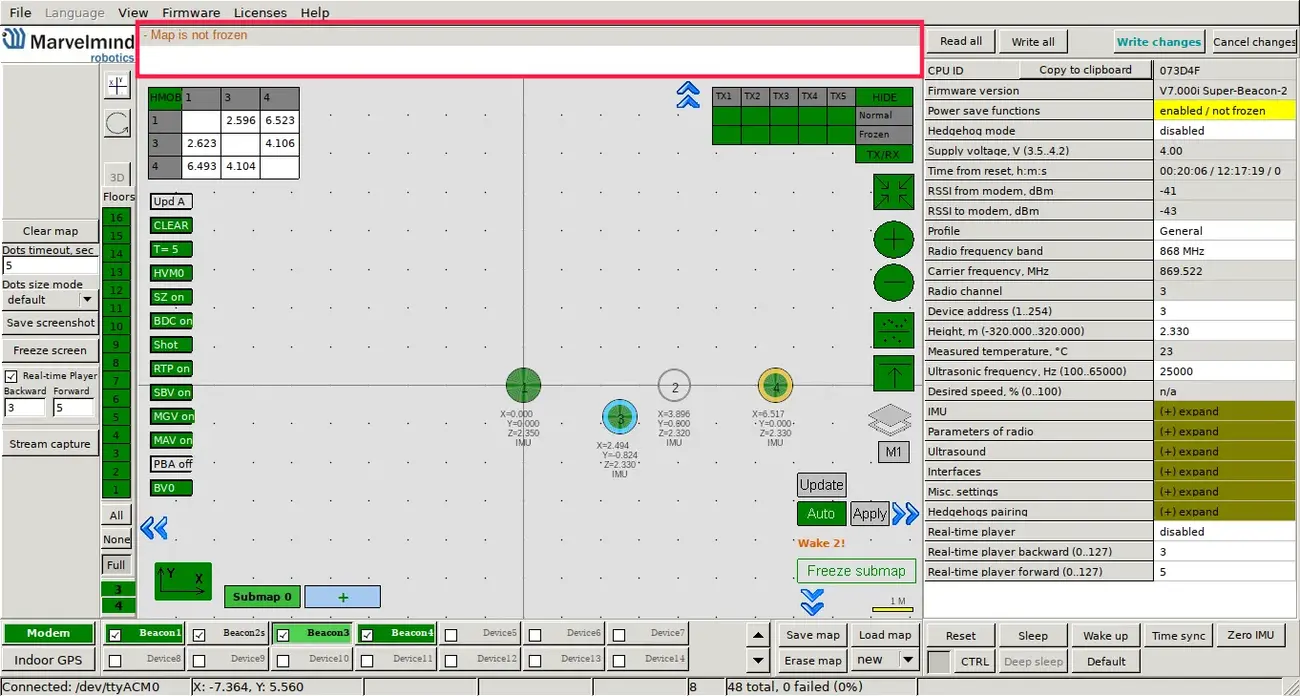 File Language View Firmware Licenses Help
Marvelmind
robotics
- Map is not frozen
Read all Write all Write changes Cancel changes
Clear map
Dots timeout, sec
5
Dots size mode
default
Save screenshot
Freeze screen
Real-time Player
Backward Forward
3 5
Stream capture
3D
Floors
16
15
14
13
12
11
10
9
8
7
6
5
4
3
2
1
All
None
Full
3
4
HMOB 1 3 4
1 2.596 6.523
3 2.623 4.106
4 6.493 4.104
Upd A
CLEAR
T= 5
HVM0
SZ on
BDC on
Shot
RTP on
SBV on
MGV on
MAV on
PBA off
BV0
TX1 TX2 TX3 TX4 TX5 HIDE
Normal
Frozen
TX/RX
1
X=0.000
Y=0.000
Z=2.350
IMU
3
X=2.494
Y=-0.824
Z=2.330
IMU
2
X=3.896
Y=0.800
Z=2.320
IMU
4
X=6.517
Y=0.000
Z=2.330
IMU
M1
Update
Auto Apply
Wake 2!
Freeze submap
1 M
Y X
Submap 0 +
CPU ID Copy to clipboard 073D4F
Firmware version V7.000i Super-Beacon-2
Power save functions enabled / not frozen
Hedgehog mode disabled
Supply voltage, V (3.5..4.2) 4.00
Time from reset, h:m:s 00:20:06 / 12:17:19 / 0
RSSI from modem, dBm -41
RSSI to modem, dBm -43
Profile General
Radio frequency band 868 MHz
Carrier frequency, MHz 869.522
Radio channel 3
Device address (1..254) 3
Height, m (-320.000..320.000) 2.330
Measured temperature, °C 23
Ultrasonic frequency, Hz (100..65000) 25000
Desired speed, % (0..100) n/a
IMU (+) expand
Parameters of radio (+) expand
Ultrasound (+) expand
Interfaces (+) expand
Misc. settings (+) expand
Hedgehogs pairing (+) expand
Real-time player disabled
Real-time player backward (0..127) 3
Real-time player forward (0..127) 5
Modem Beacon1 Beacon2s Beacon3 Beacon4 Device5 Device6 Device7
Indoor GPS Device8 Device9 Device10 Device11 Device12 Device13 Device14
Save map Load map
Erase map new
Reset Sleep Wake up Time sync Zero IMU
CTRL Deep sleep Default
Connected: /dev/ttyACM0 X: -7.364, Y: 5.560 8 48 total, 0 failed (0%)